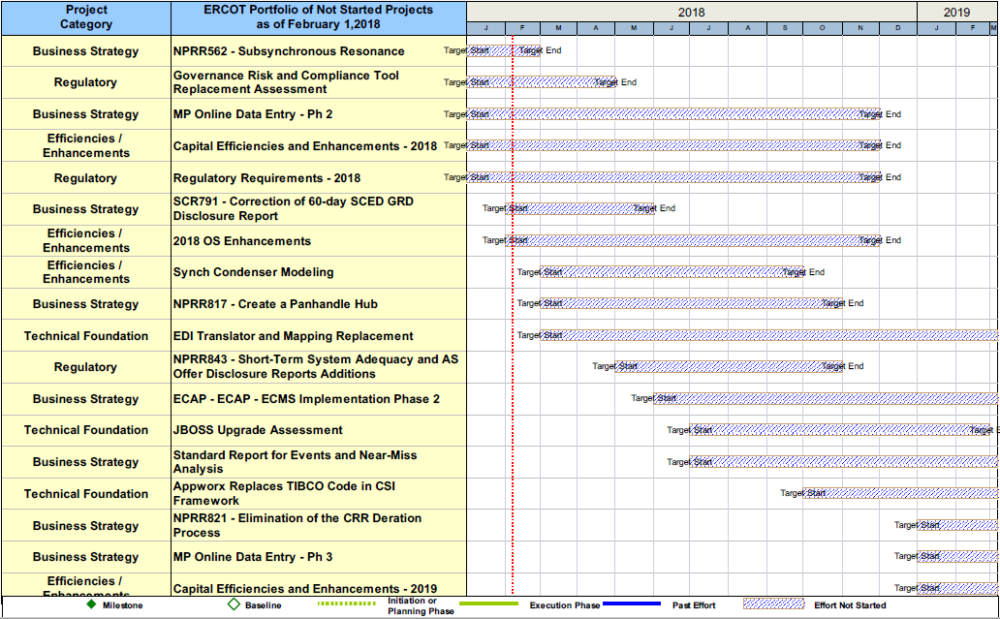 Project
Category
ERCOT Portfolio of Not Started Projects
as of February 1,2018
2018
2019
J F M A M J J A S O N D J F M
Business Strategy
NPRR562 - Subsynchronous Resonance
Target Start
Target End
Regulatory
Governance Risk and Compliance Tool
Replacement Assessment
Target Start
Target End
Business Strategy
MP Online Data Entry - Ph 2
Target Start
Target End
Efficiencies /
Enhancements
Capital Efficiencies and Enhancements - 2018
Target Start
Target End
Regulatory
Regulatory Requirements - 2018
Target Start
Target End
Business Strategy
SCR791 - Correction of 60-day SCED GRD
Disclosure Report
Target Start
Target End
Efficiencies /
Enhancements
2018 OS Enhancements
Target Start
Target End
Efficiencies /
Enhancements
Synch Condenser Modeling
Target Start
Target End
Business Strategy
NPRR817 - Create a Panhandle Hub
Target Start
Target End
Technical Foundation
EDI Translator and Mapping Replacement
Target Start
Regulatory
NPRR843 - Short-Term System Adequacy and AS
Offer Disclosure Reports Additions
Target Start
Target End
Business Strategy
ECAP - ECAP - ECMS Implementation Phase 2
Target Start
Technical Foundation
JBOSS Upgrade Assessment
Target Start
Target E
Business Strategy
Standard Report for Events and Near-Miss
Analysis
Target Start
Technical Foundation
Appworx Replaces TIBCO Code in CSI
Framework
Target Start
Business Strategy
NPRR821 - Elimination of the CRR Deration
Process
Target Start
Business Strategy
MP Online Data Entry - Ph 3
Target Start
Efficiencies /
Enhancements
Capital Efficiencies and Enhancements - 2019
Target Start
Milestone
Baseline
Initiation or
Planning Phase
Execution Phase
Past Effort
Effort Not Started